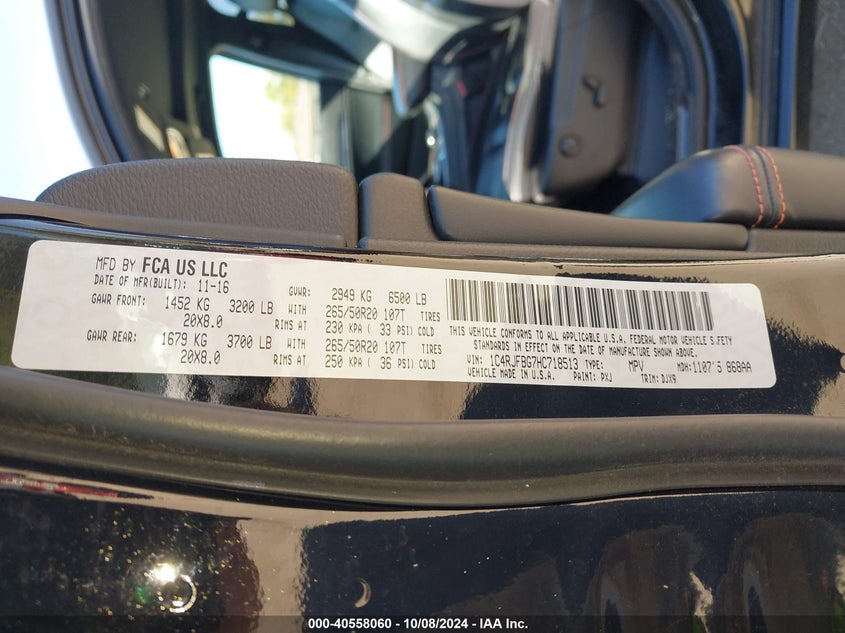 MFD BY FCA US LLC
DATE OF MFR(BUILT): 11-16 GVWR: 2949 KG 6500 LB
GAWR FRONT: 1452 KG 3200 LB WITH 265/50R20 107T TIRES
20X8.0 RIMS AT 230 KPA ( 33 PSI) COLD
GAWR REAR: 1679 KG 3700 LB WITH 265/50R20 107T TIRES
20X8.0 RIMS AT 250 KPA ( 36 PSI) COLD
THIS VEHICLE CONFORMS TO ALL APPLICABLE U.S.A. FEDERAL MOTOR VEHICLE
STANDARDS IN EFFECT ON THE DATE OF MANUFACTURE SHOWN ABOVE.
VIN: 1C4RJFBG7HC718513 TYPE: MPV MDH: 868AA
VEHICLE MADE IN U.S.A. PAINT: PXJ TRIM: DJX9
000-40558060 - 10/08/2024 - IAA Inc.